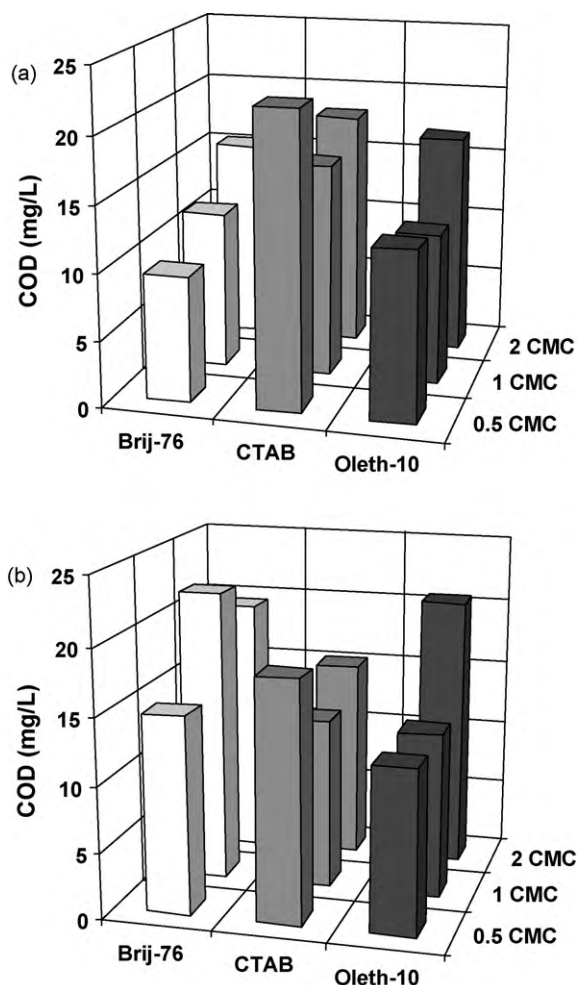 (a)
25
20
15
10
5
0
COD (mg/L)
Brij-76
CTAB
Oleth-10
0.5 CMC
1 CMC
2 CMC
(b)
25
20
15
10
5
0
COD (mg/L)
Brij-76
CTAB
Oleth-10
0.5 CMC
1 CMC
2 CMC